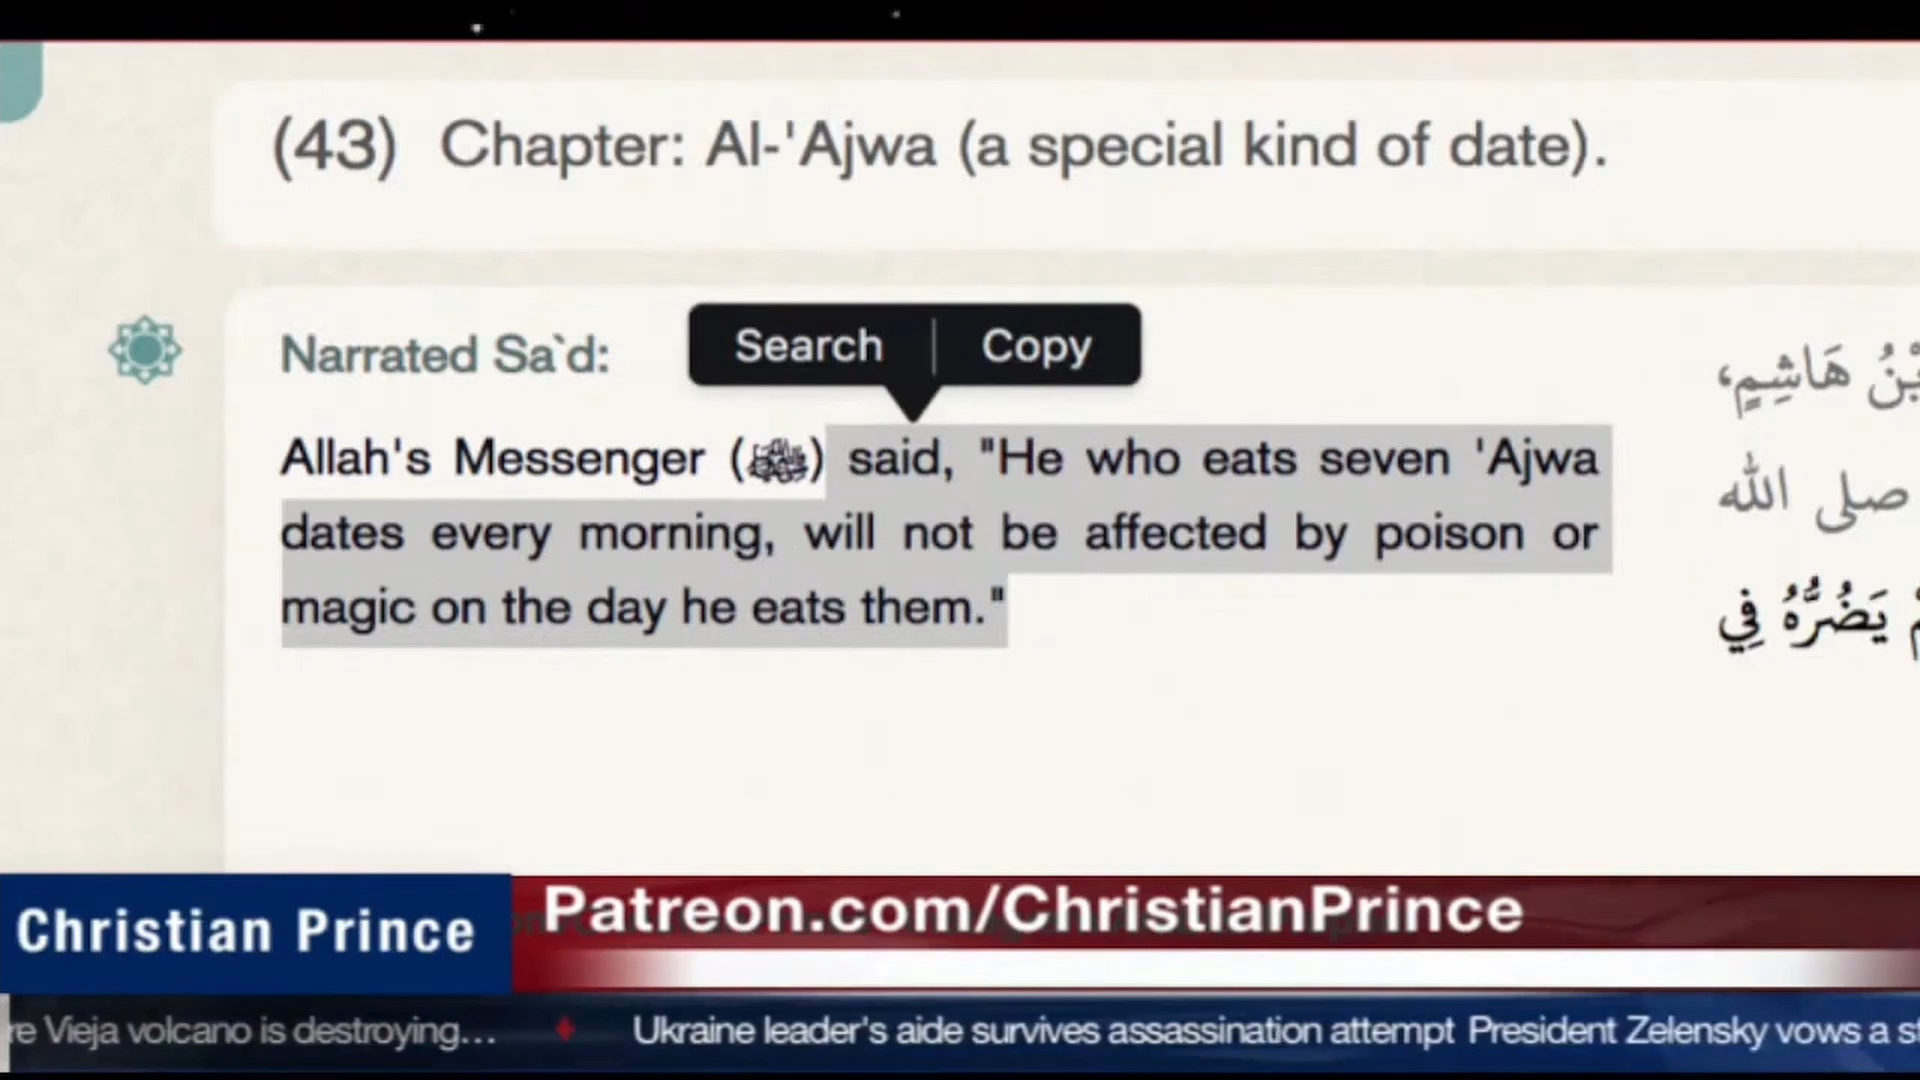 (43) Chapter: Al-'Ajwa (a special kind of date).
Search | Copy
Narrated Sa`d:
هَاشِمٍ،
Allah's Messenger (ﷺ) said, "He who eats seven 'Ajwa
صلى الله
dates every morning, will not be affected by poison or
magic on the day he eats them."
يَضُرُّهُ فِي
Christian Prince
Patreon.com/ChristianPrince
Vieja volcano is destroying...
Ukraine leader's aide survives assassination attempt President Zelensky vows a